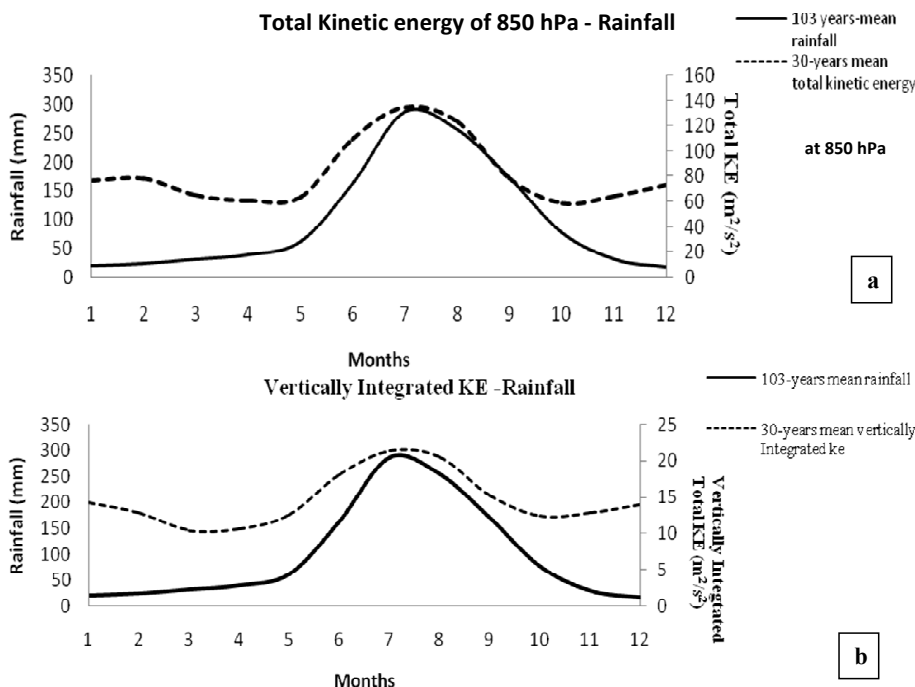 Total Kinetic energy of 850 hPa - Rainfall
a
103 years-mean
rainfall
30-years mean
total kinetic energy
at 850 hPa
Rainfall (mm)
350
300
250
200
150
100
50
0
1 2 3 4 5 6 7 8 9 10 11 12
160
140
120
100
80
60
40
20
0
Total KE (m²/s²)
a
Months
Vertically Integrated KE -Rainfall
103-years mean rainfall
30-years mean vertically
Integrated ke
Rainfall (mm)
350
300
250
200
150
100
50
0
1 2 3 4 5 6 7 8 9 10 11 12
25
20
15
10
5
0
Vertically Integtated
Total KE (m²/s²)
b
Months